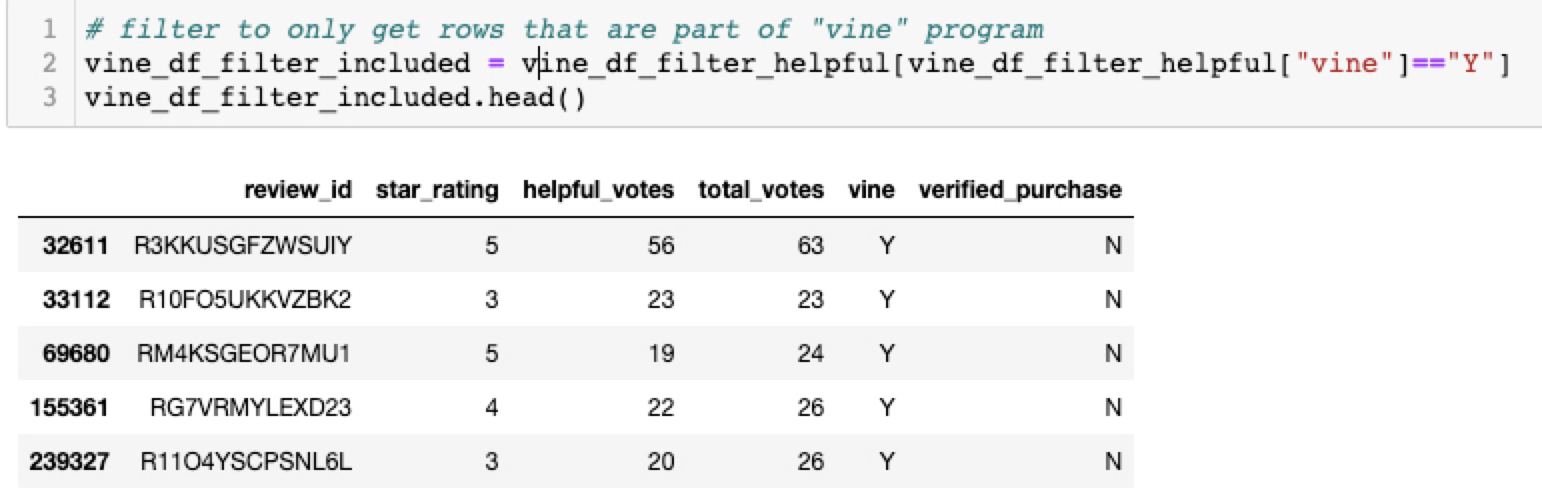 1 # filter to only get rows that are part of "vine" program
2 vine_df_filter_included = vine_df_filter_helpful[vine_df_filter_helpful["vine"]=="Y"]
3 vine_df_filter_included.head()
review_id star_rating helpful_votes total_votes vine verified_purchase
32611 R3KKUSGFZWSUIY 5 56 63 Y N
33112 R10FO5UKKVZBK2 3 23 23 Y N
69680 RM4KSGEOR7MU1 5 19 24 Y N
155361 RG7VRMYLEXD23 4 22 26 Y N
239327 R11O4YSCPSNL6L 3 20 26 Y N